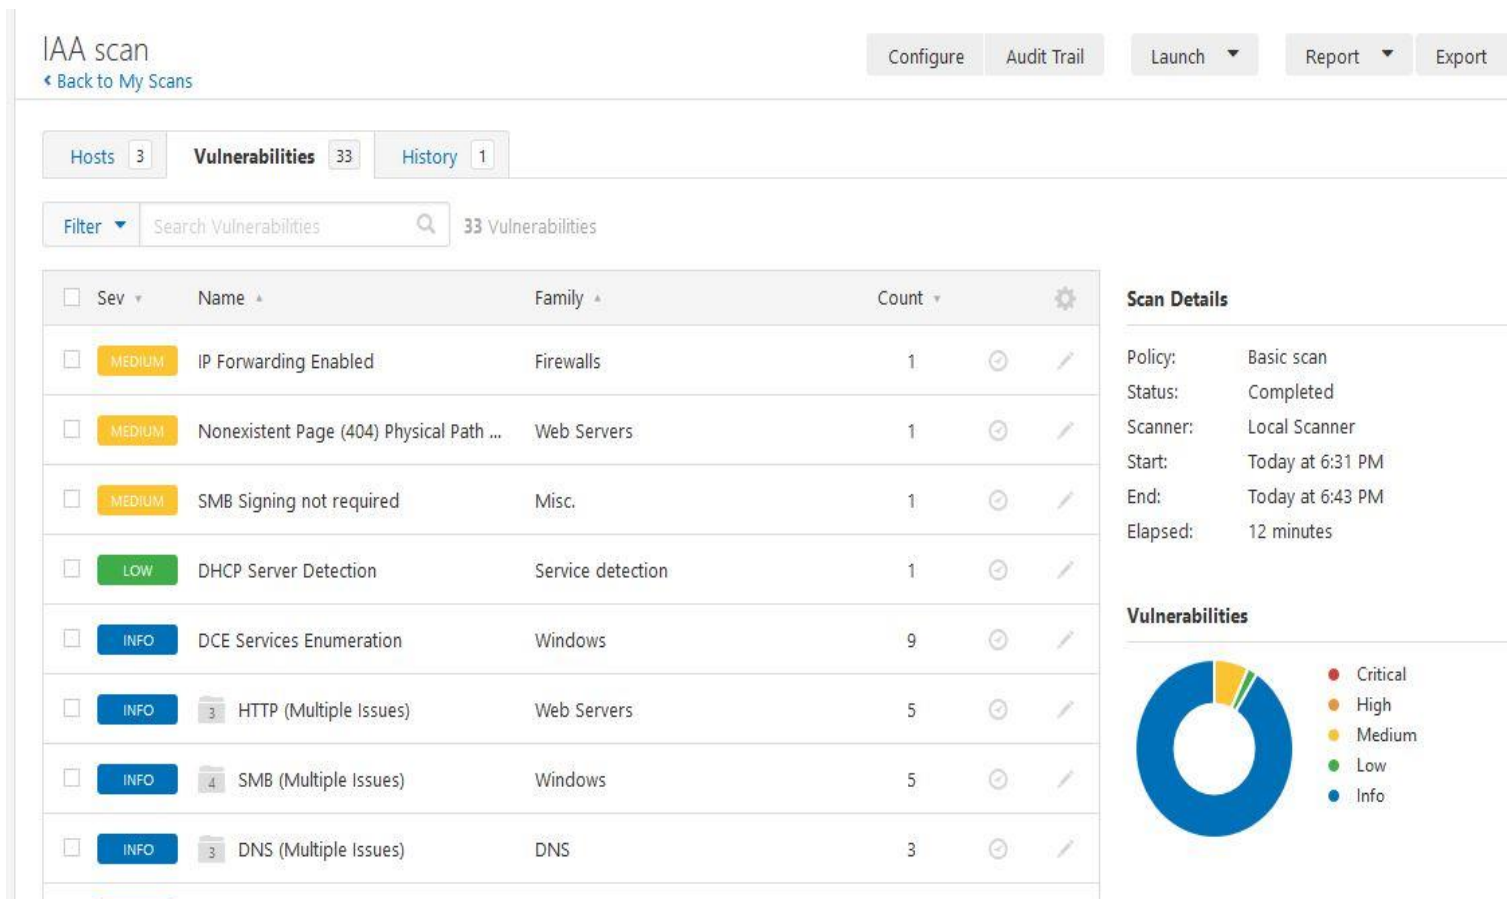 IAA scan
Back to My Scans
Configure Audit Trail Launch Report Export
Hosts 3 Vulnerabilities 33 History 1
Filter Search Vulnerabilities 33 Vulnerabilities
Sev Name Family Count
MEDIUM IP Forwarding Enabled Firewalls 1
MEDIUM Nonexistent Page (404) Physical Path ... Web Servers 1
MEDIUM SMB Signing not required Misc. 1
LOW DHCP Server Detection Service detection 1
INFO DCE Services Enumeration Windows 9
INFO 3 HTTP (Multiple Issues) Web Servers 5
INFO 4 SMB (Multiple Issues) Windows 5
INFO 3 DNS (Multiple Issues) DNS 3
Scan Details
Policy: Basic scan
Status: Completed
Scanner: Local Scanner
Start: Today at 6:31 PM
End: Today at 6:43 PM
Elapsed: 12 minutes
Vulnerabilities
Critical
High
Medium
Low
Info